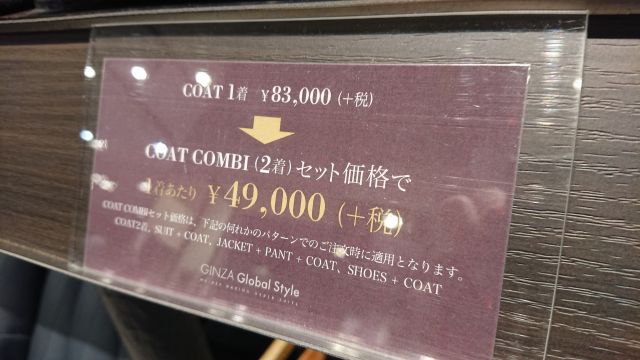 COAT 1着 ¥83,000 (+税)
COAT COMBI (2着) セット価格で
1着あたり ¥49,000 (+税)
COAT COMBIセット価格は、下記の何れかのパターンでのご注文時に適用となります。
COAT2着、SUIT + COAT、JACKET + PANT + COAT、SHOES + COAT
GINZA Global Style